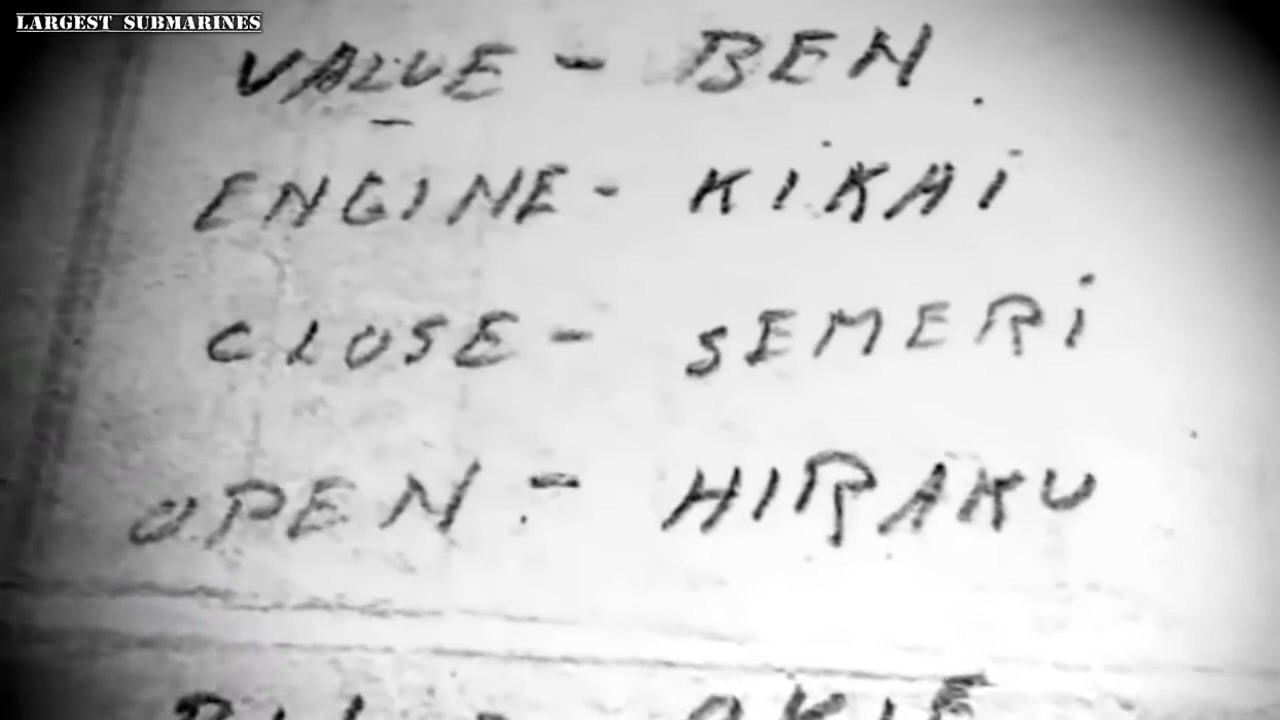 LARGEST SUBMARINES
VALVE - BEN
ENGINE - KIKAI
CLOSE - SEMERI
OPEN - HIRAKU